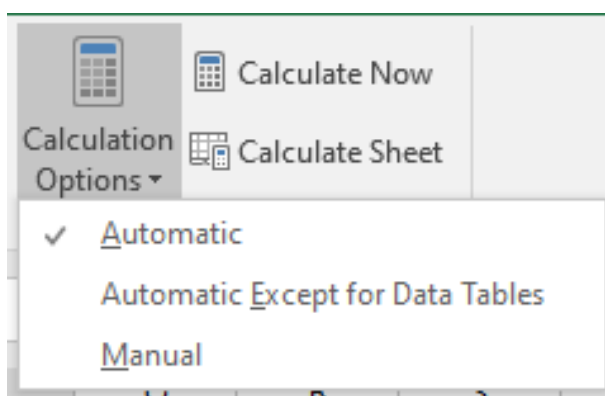 Calculate Now
Calculation
Options
Calculate Sheet
Automatic
Automatic Except for Data Tables
Manual